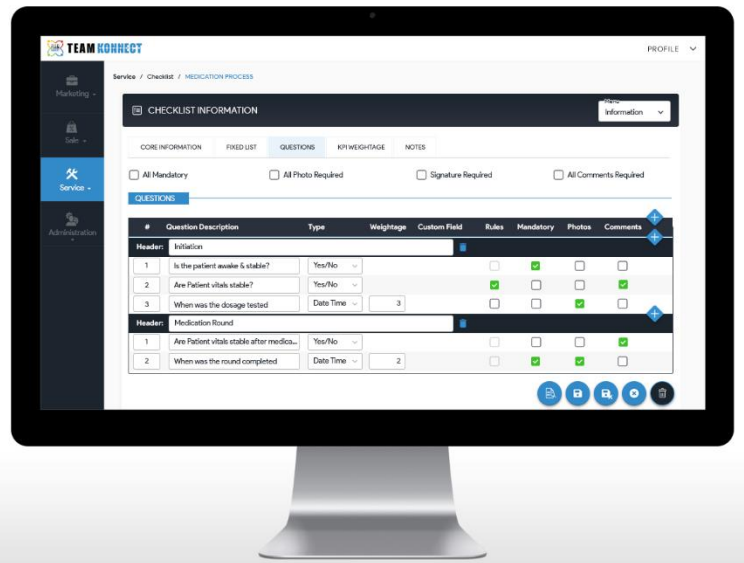 TEAM KONNECT
PROFILE
Service / Checklist / MEDICATION PROCESS
Marketing
Sale
Service
Administration
CHECKLIST INFORMATION
Menu
Information
CORE INFORMATION FIXED LIST QUESTIONS KPI WEIGHTAGE NOTES
All Mandatory All Photo Required Signature Required All Comments Required
QUESTIONS
# Question Description Type Weightage Custom Field Rules Mandatory Photos Comments
Header: Initiation
1 Is the patient awake & stable? Yes/No
2 Are Patient vitals stable? Yes/No
3 When was the dosage tested Date Time 3
Header: Medication Round
1 Are Patient vitals stable after medica... Yes/No
2 When was the round completed Date Time 2